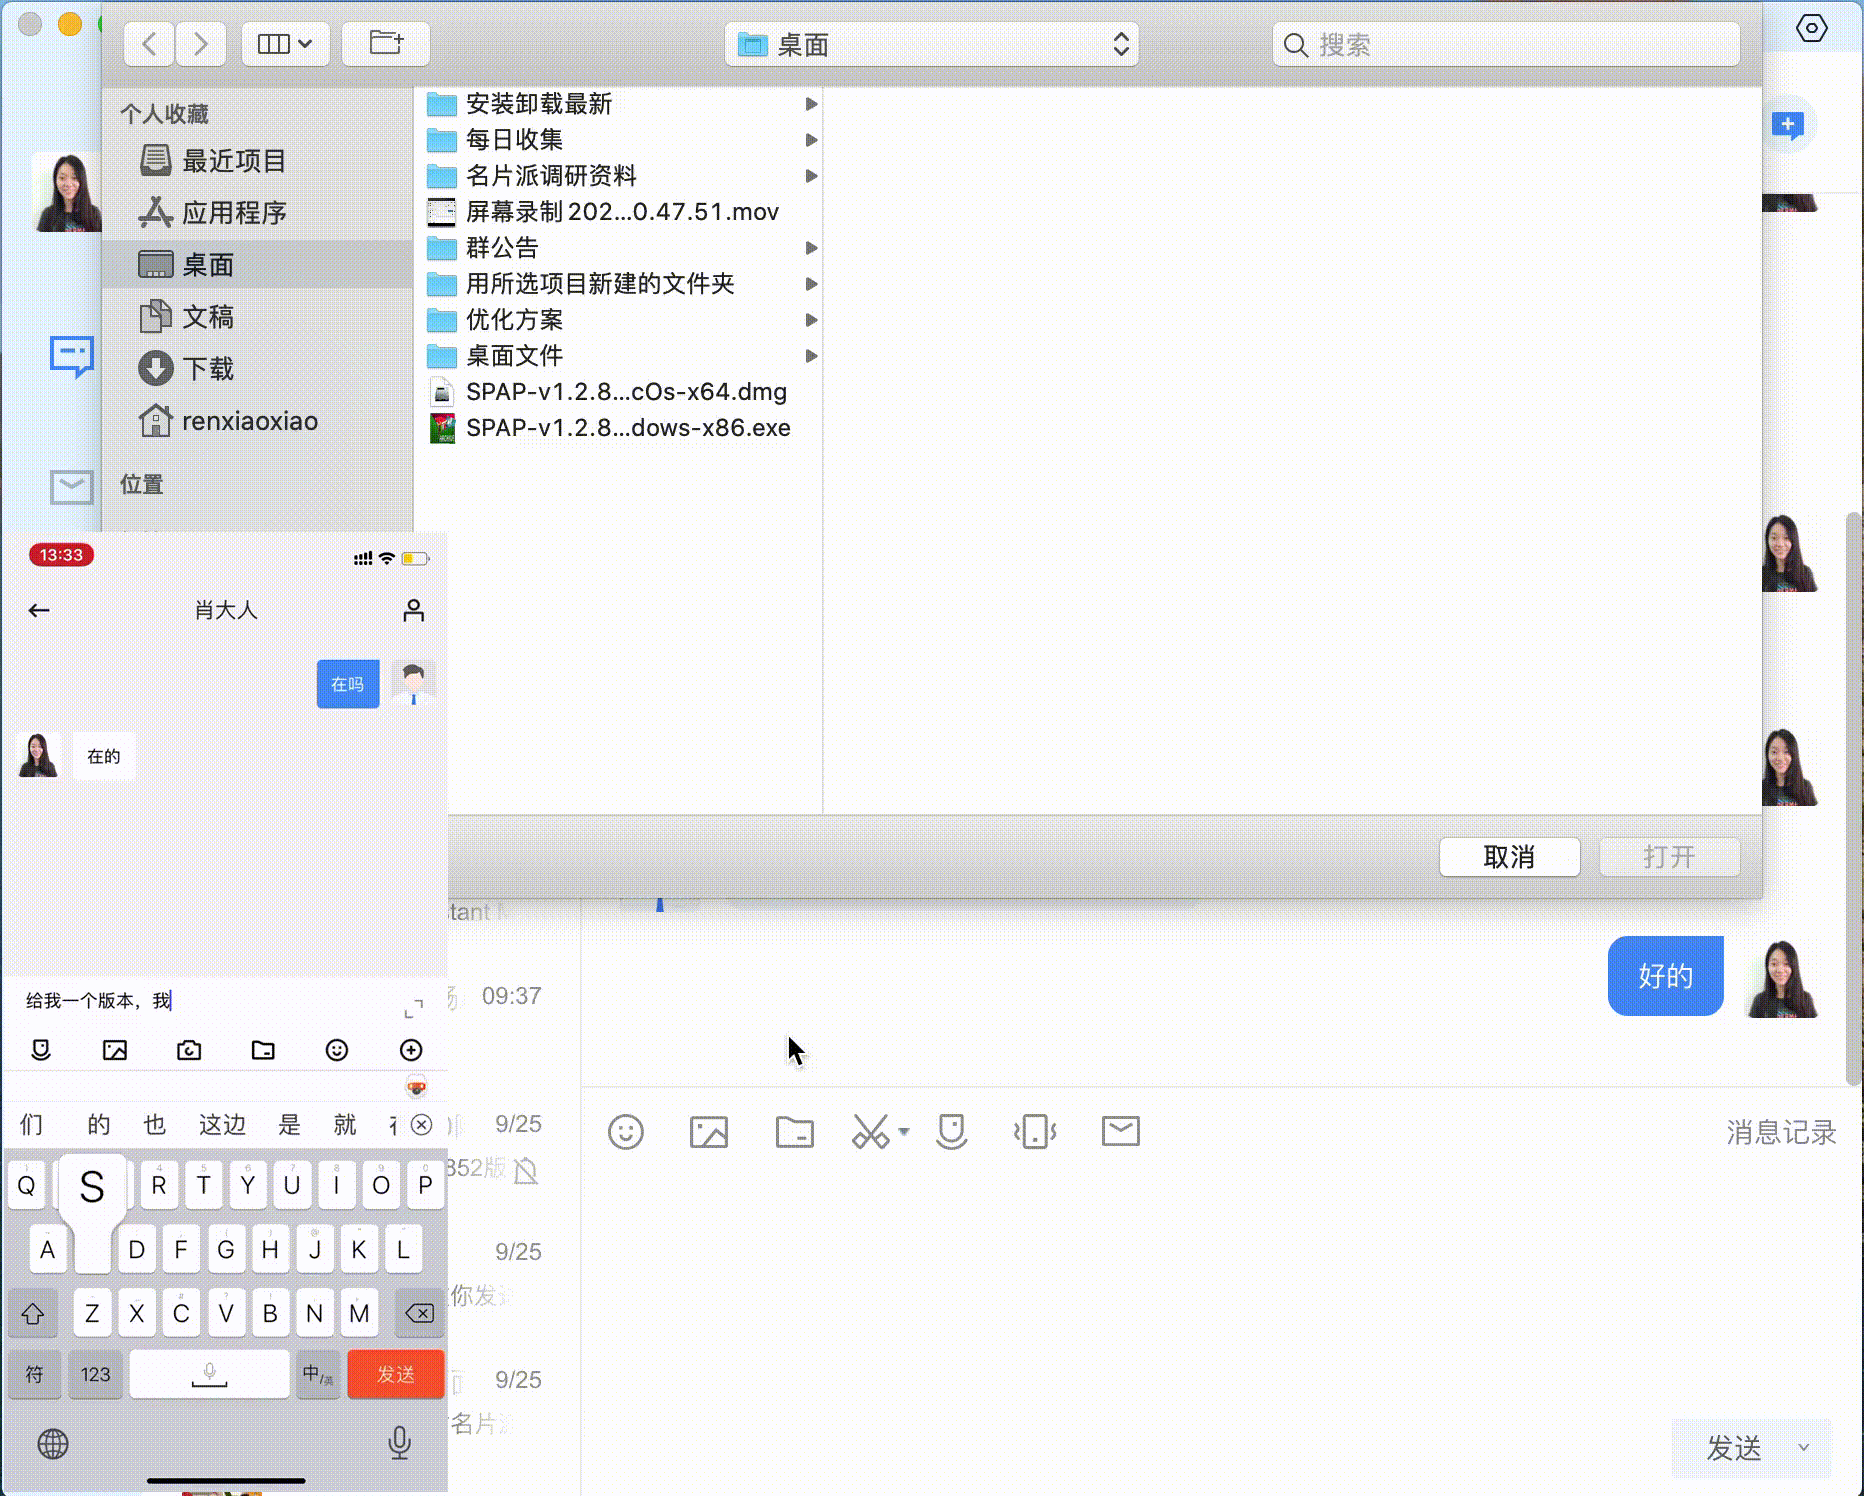 桌面
搜索
个人收藏
最近项目
应用程序
桌面
文稿
下载
renxiaoxiao
位置
安装卸载最新
每日收集
名片派调研资料
屏幕录制 202...0.47.51.mov
群公告
用所选项目新建的文件夹
优化方案
桌面文件
SPAP-v1.2.8...cOs-x64.dmg
SPAP-v1.2.8...dows-x86.exe
取消
打开
13:33
肖大人
在吗
在的
给我一个版本，我
们 的 也 这边 是 就
Q S R T Y U I O P
A D F G H J K L
Z X C V B N M
符 123 中/英 发送
stant
09:37
9/25
852版
9/25
你发
9/25
名片
好的
消息记录
发送